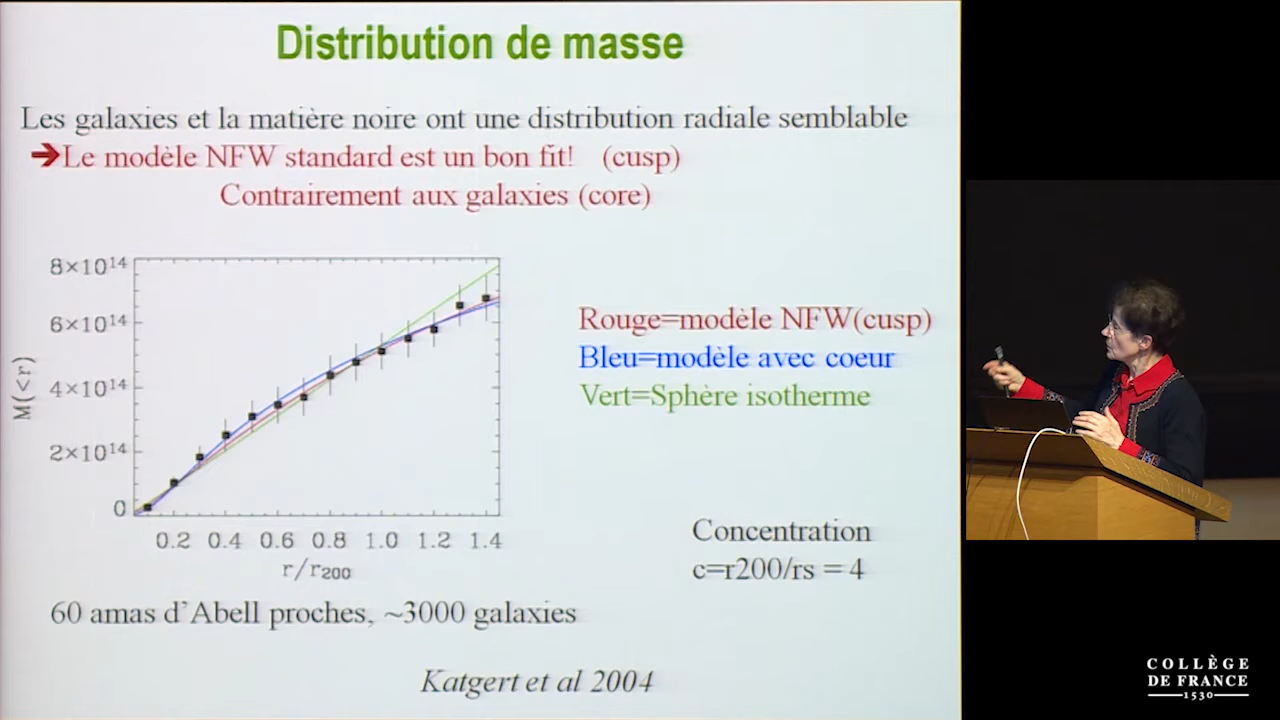 Distribution de masse
Les galaxies et la matière noire ont une distribution radiale semblable
➔Le modèle NFW standard est un bon fit! (cusp)
Contrairement aux galaxies (core)
8×10¹⁴
6×10¹⁴
4×10¹⁴
2×10¹⁴
0
M(<r)
0.2 0.4 0.6 0.8 1.0 1.2 1.4
r/r₂₀₀
Rouge=modèle NFW(cusp)
Bleu=modèle avec coeur
Vert=Sphère isotherme
Concentration
c=r200/rs = 4
60 amas d'Abell proches, ~3000 galaxies
Katgert et al 2004
COLLÈGE
DE FRANCE
1530